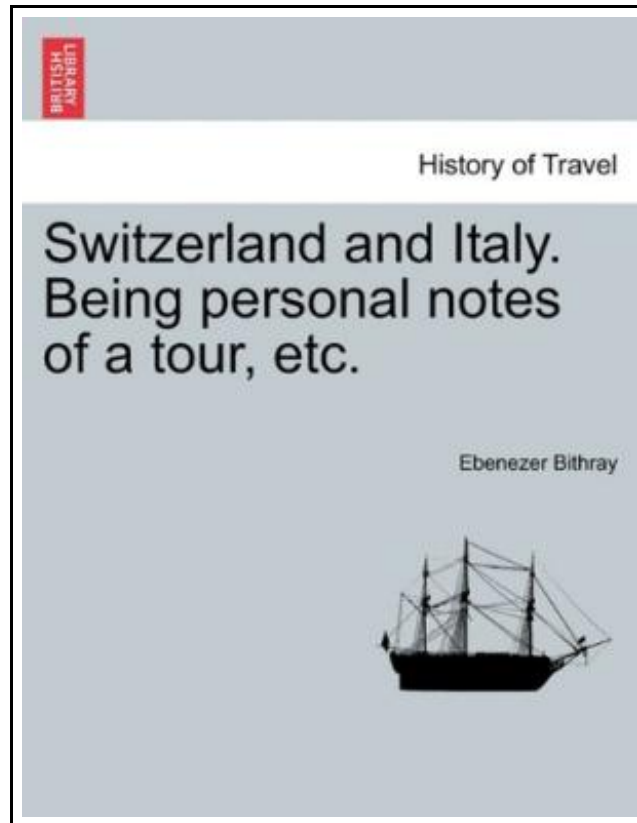 BRITISH
LIBRARY
History of Travel
Switzerland and Italy.
Being personal notes
of a tour, etc.
Ebenezer Bithray